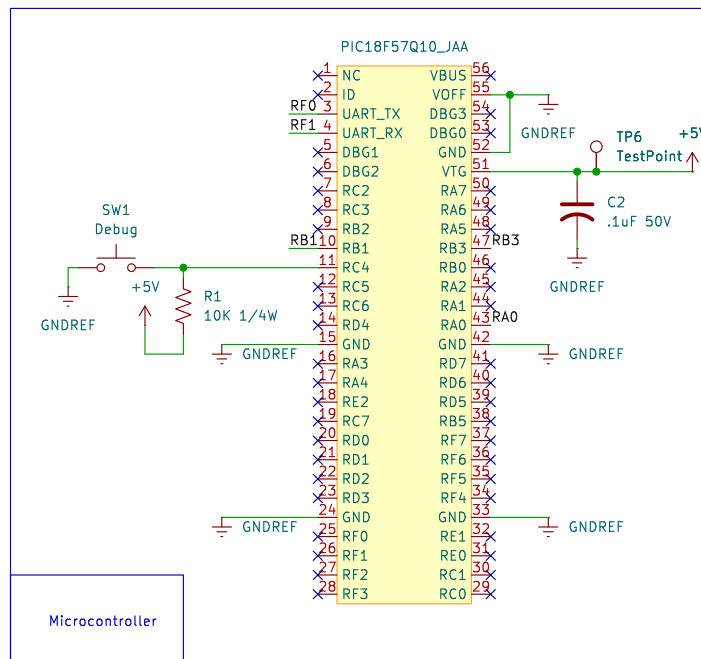 PIC18F57Q10_JAA
1 NC VBUS 56
2 ID VOFF 55
RF0 3 UART_TX DBG3 54
RF1 4 UART_RX DBG0 53
5 DBG1 GND 52
6 DBG2 VTG 51
7 RC2 RA7 50
8 RC3 RA6 49
9 RB2 RA5 48
RB1 10 RB1 RB3 47 RB3
11 RC4 RB0 46
12 RC5 RA2 45
13 RC6 RA1 44
14 RD4 RA0 43 RA0
15 GND GND 42
16 RA3 RD7 41
17 RA4 RD6 40
18 RE2 RD5 39
19 RC7 RB5 38
20 RD0 RF7 37
21 RD1 RF6 36
22 RD2 RF5 35
23 RD3 RF4 34
24 GND GND 33
25 RF0 RE1 32
26 RF1 RE0 31
27 RF2 RC1 30
28 RF3 RC0 29
GNDREF
TP6
TestPoint
+5V
C2
.1uF 50V
GNDREF
SW1
Debug
GNDREF
+5V
R1
10K 1/4W
GNDREF
GNDREF
GNDREF
GNDREF
Microcontroller